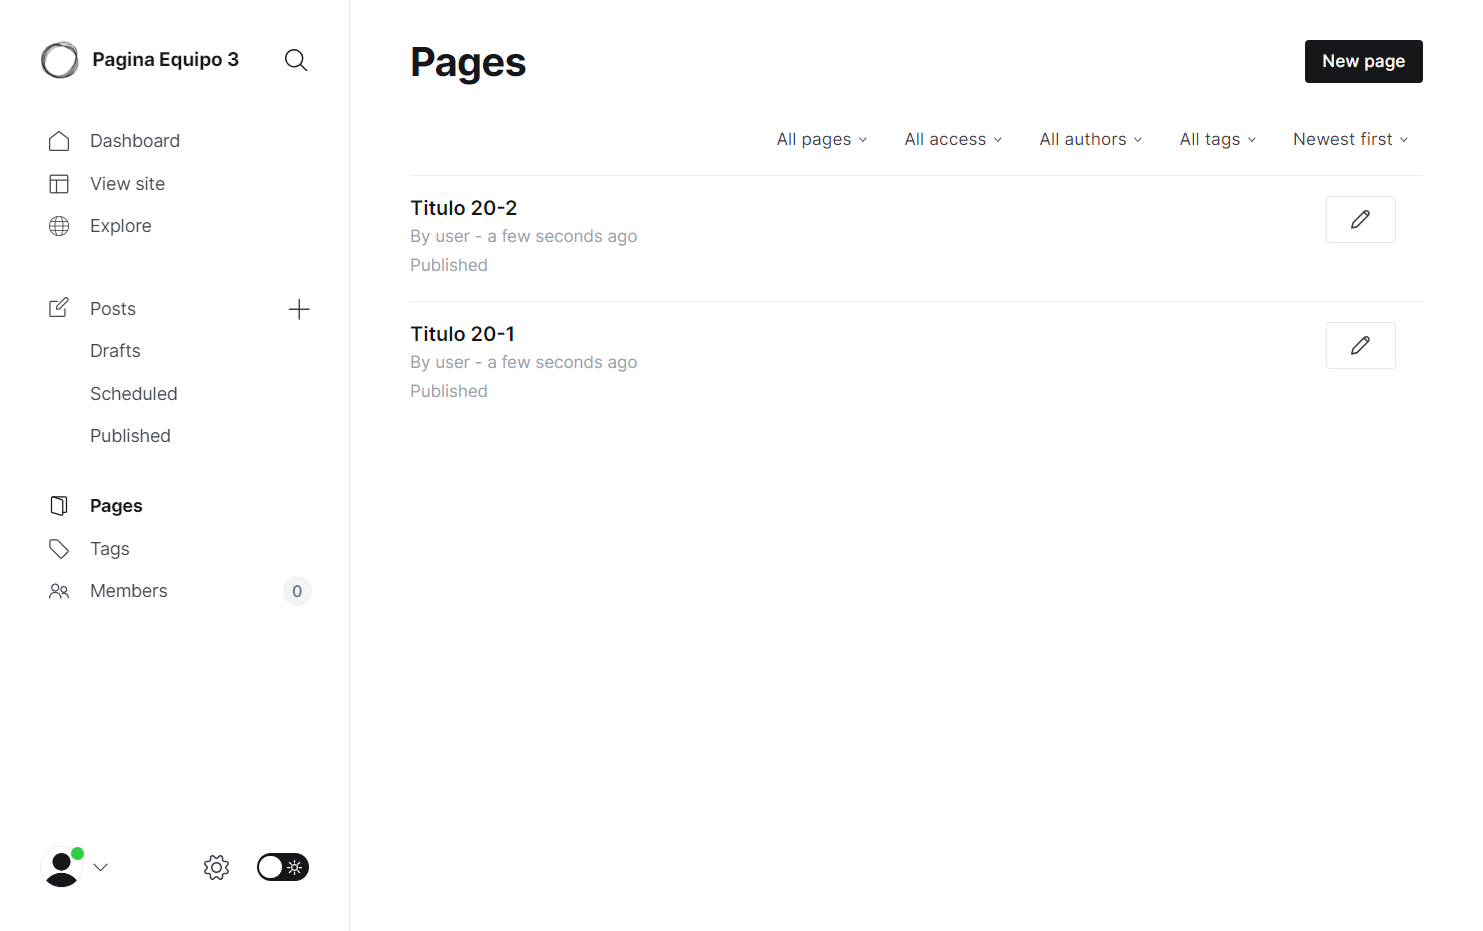 Pagina Equipo 3
Dashboard
View site
Explore
Posts
Drafts
Scheduled
Published
Pages
Tags
Members 0
Pages
New page
All pages All access All authors All tags Newest first
Titulo 20-2
By user - a few seconds ago
Published
Titulo 20-1
By user - a few seconds ago
Published